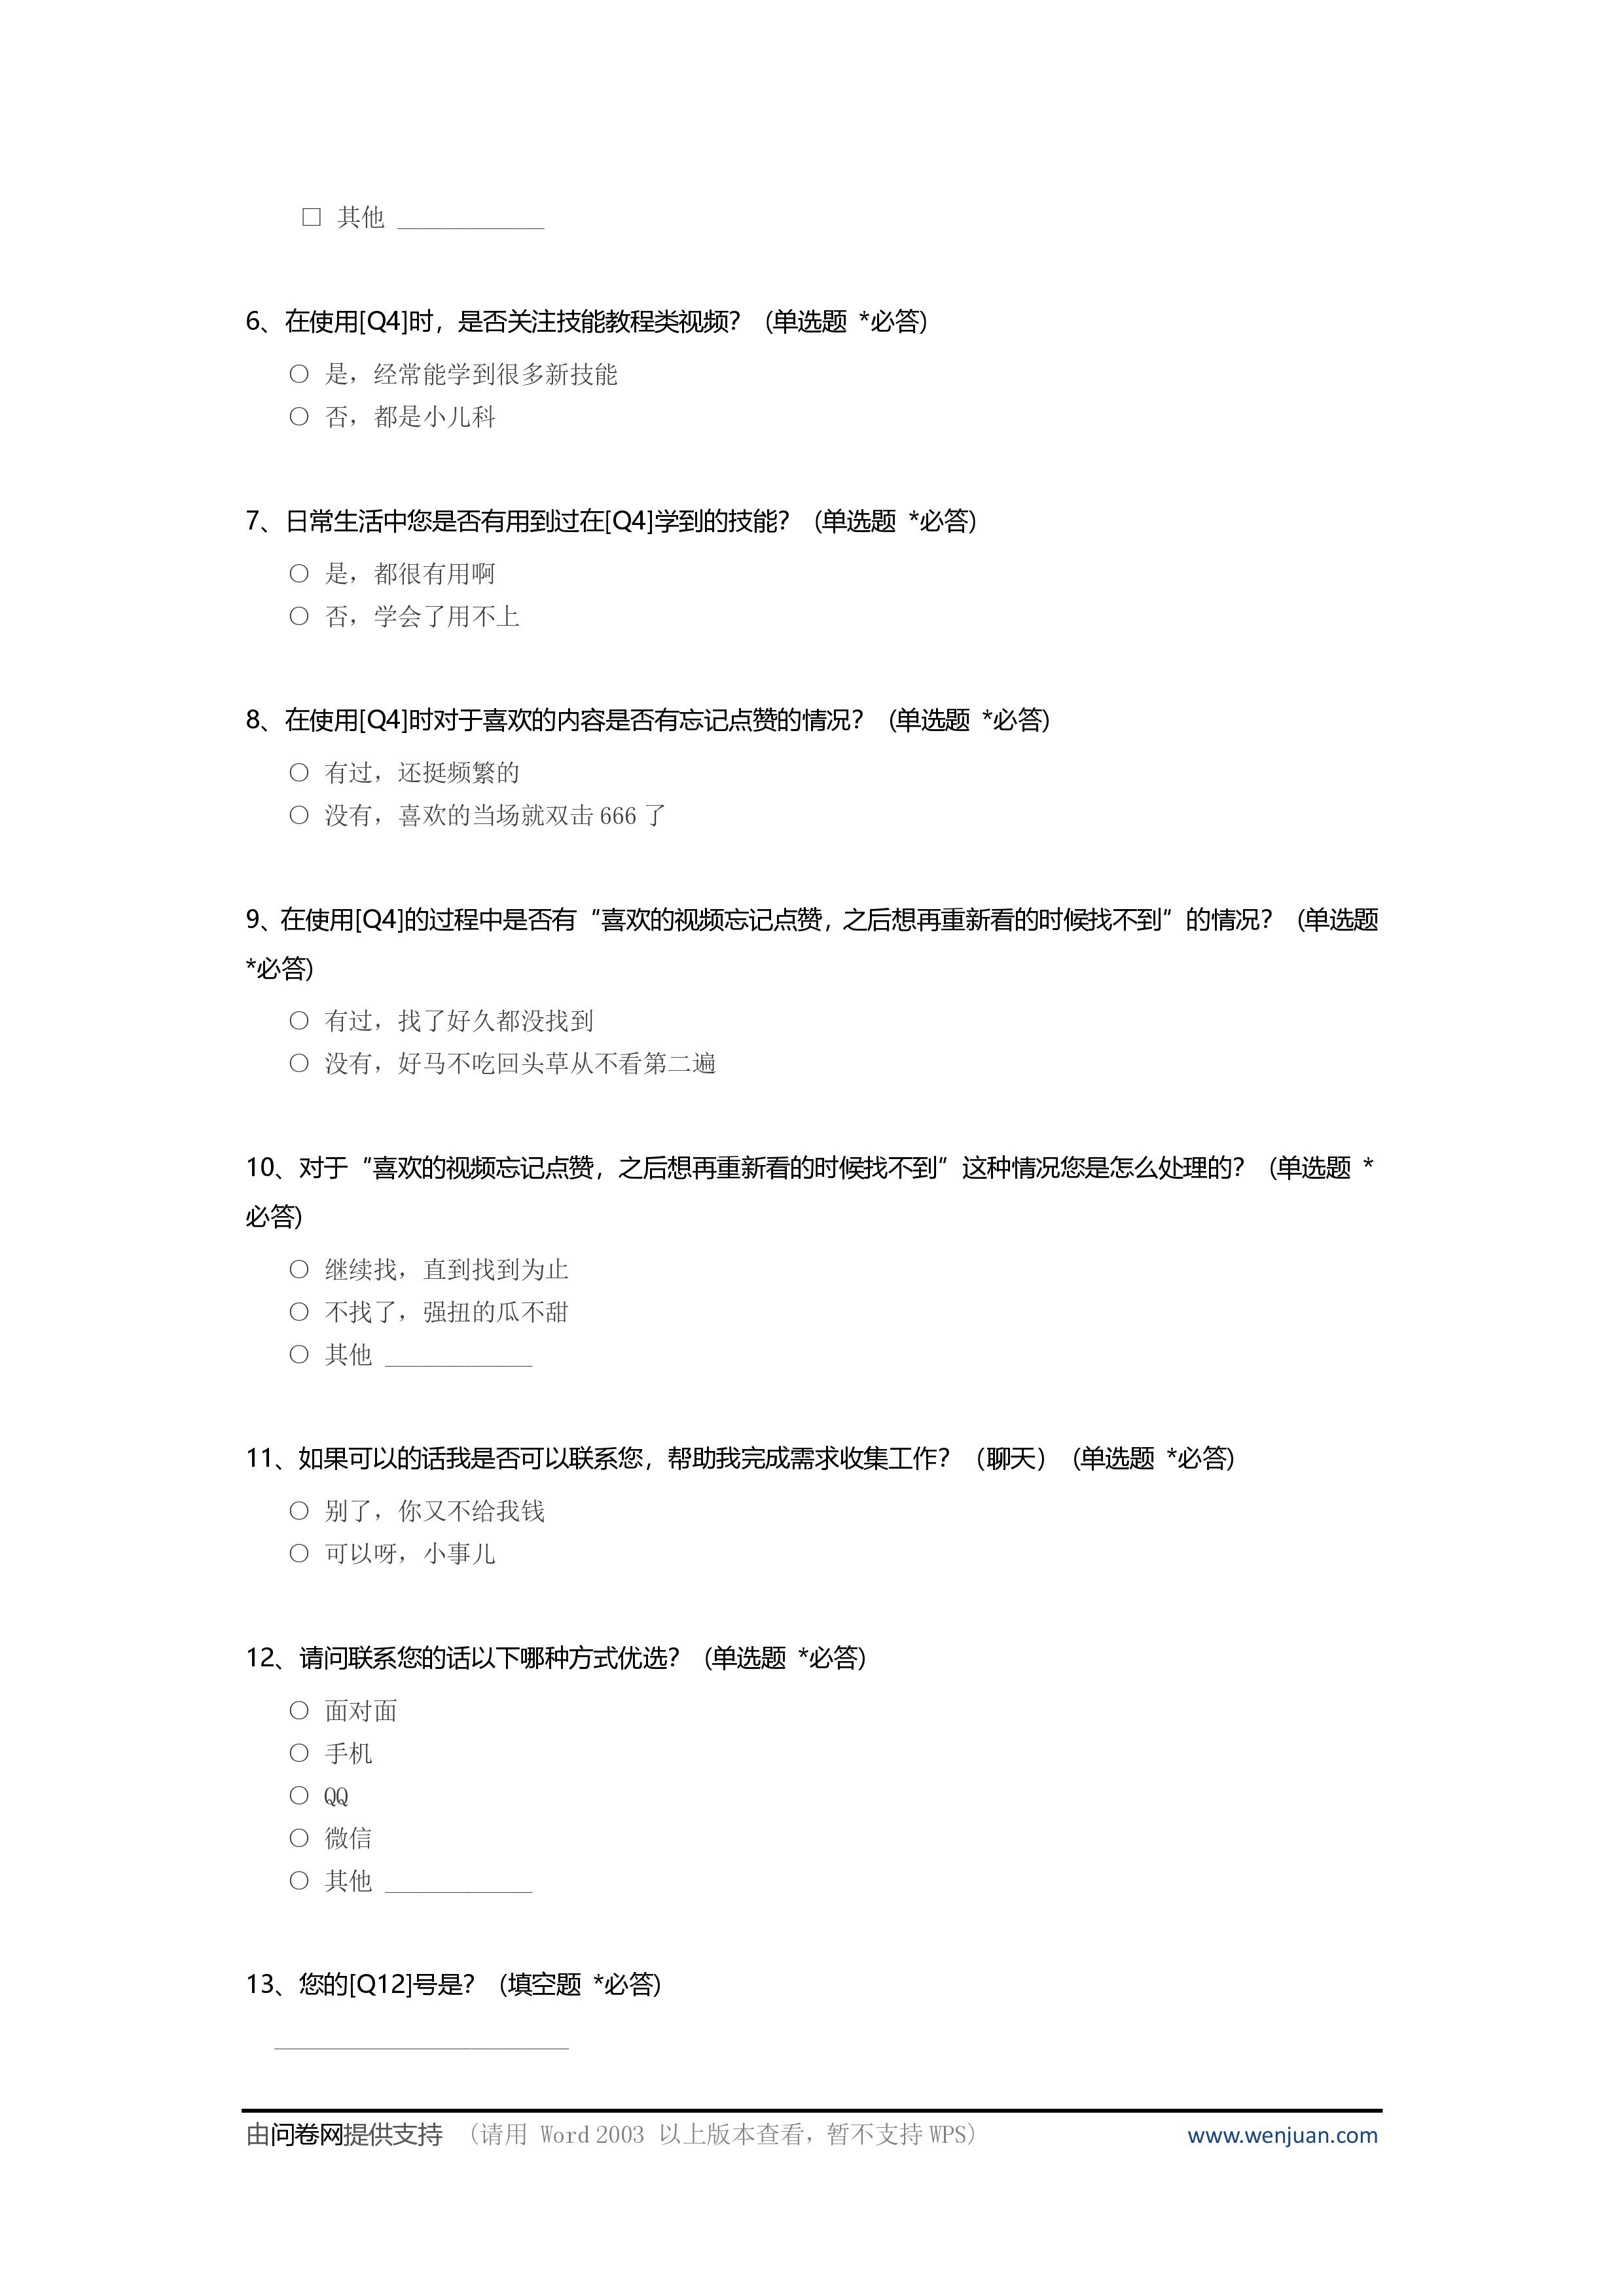 □ 其他 ____________
6、在使用[Q4]时，是否关注技能教程类视频？（单选题 *必答）
○ 是，经常能学到很多新技能
○ 否，都是小儿科
7、日常生活中您是否有用到过在[Q4]学到的技能？（单选题 *必答）
○ 是，都很有用啊
○ 否，学会了用不上
8、在使用[Q4]时对于喜欢的内容是否有忘记点赞的情况？（单选题 *必答）
○ 有过，还挺频繁的
○ 没有，喜欢的当场就双击 666 了
9、在使用[Q4]的过程中是否有“喜欢的视频忘记点赞，之后想再重新看的时候找不到”的情况？（单选题
*必答）
○ 有过，找了好久都没找到
○ 没有，好马不吃回头草从不看第二遍
10、对于“喜欢的视频忘记点赞，之后想再重新看的时候找不到”这种情况您是怎么处理的？（单选题 *
必答）
○ 继续找，直到找到为止
○ 不找了，强扭的瓜不甜
○ 其他 ____________
11、如果可以的话我是否可以联系您，帮助我完成需求收集工作？（聊天）（单选题 *必答）
○ 别了，你又不给我钱
○ 可以呀，小事儿
12、请问联系您的话以下哪种方式优选？（单选题 *必答）
○ 面对面
○ 手机
○ QQ
○ 微信
○ 其他 ____________
13、您的[Q12]号是？（填空题 *必答）
________________________
由问卷网提供支持 （请用 Word 2003 以上版本查看，暂不支持 WPS） www.wenjuan.com